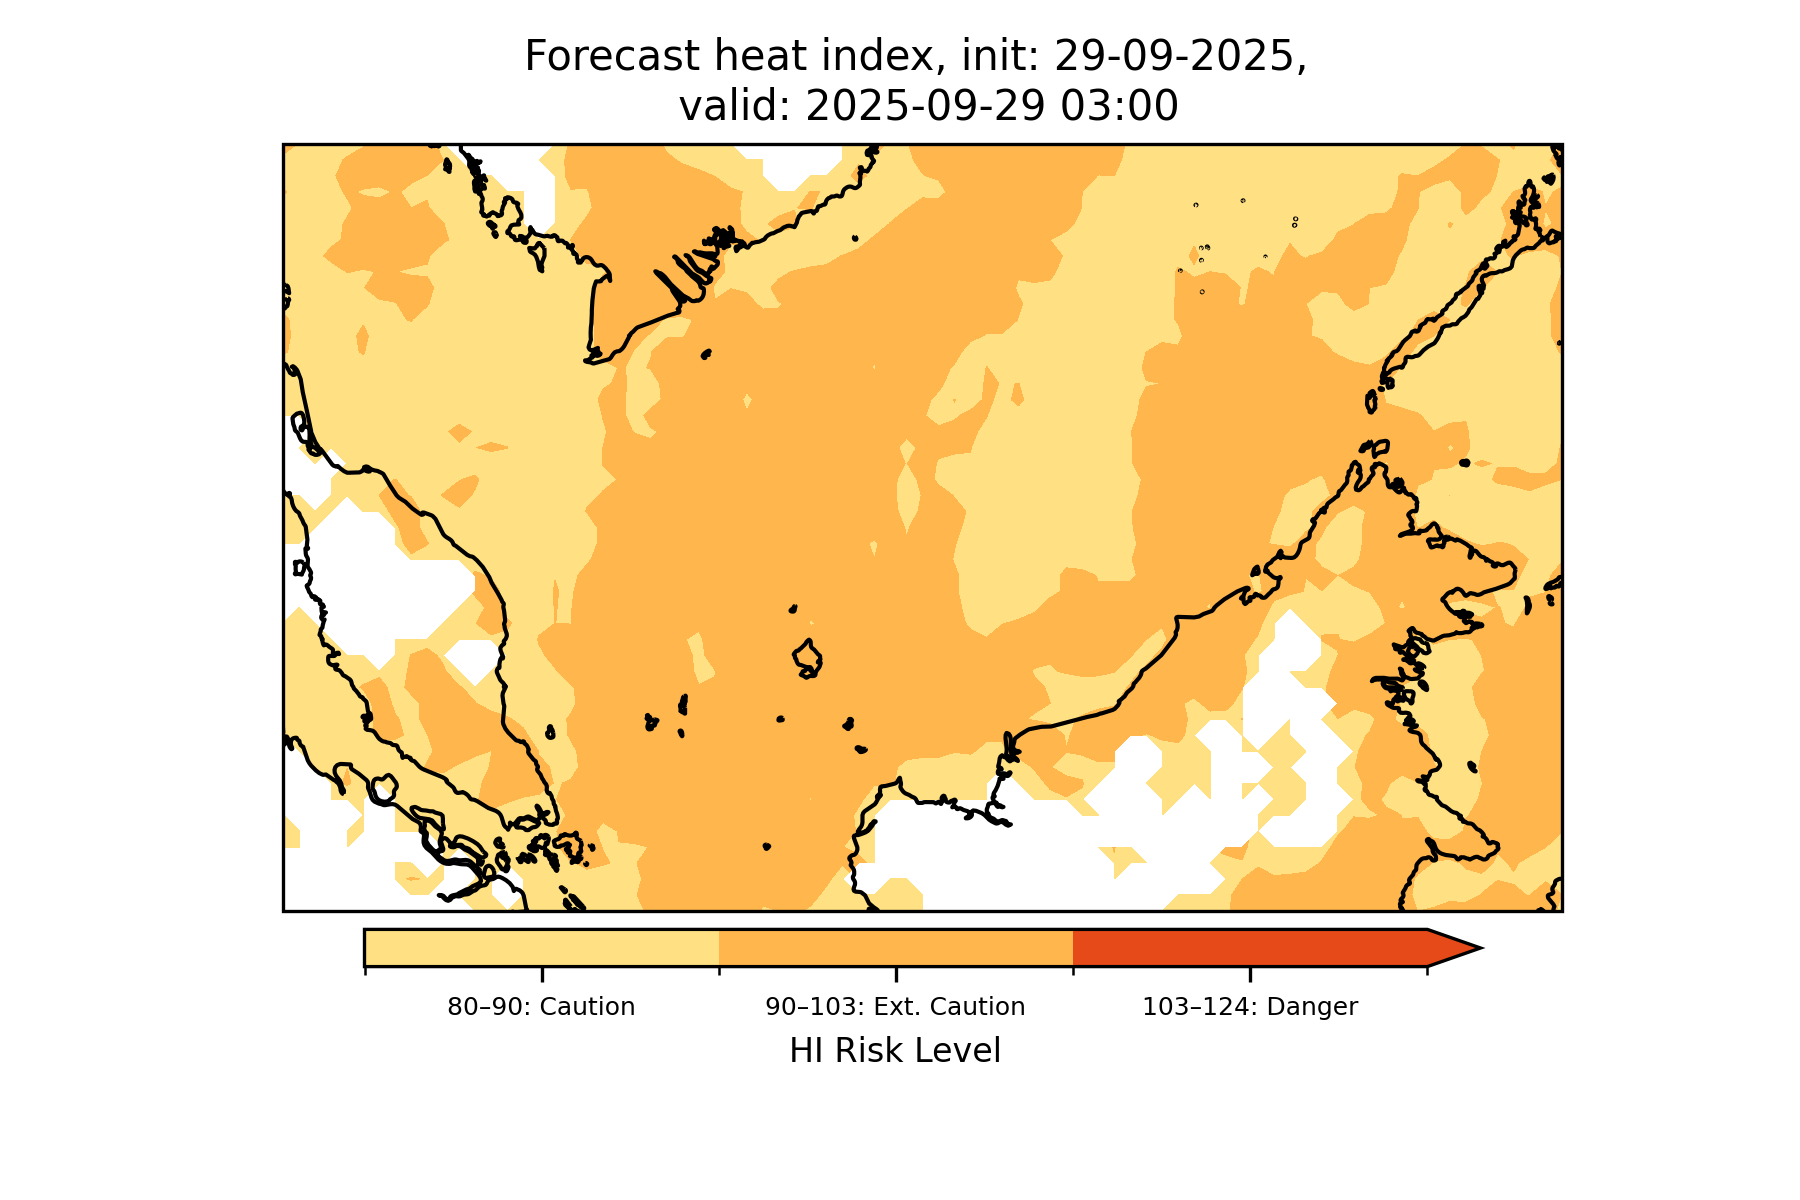 Forecast heat index, init: 29-09-2025,
valid: 2025-09-29 03:00
80–90: Caution
90–103: Ext. Caution
103–124: Danger
HI Risk Level